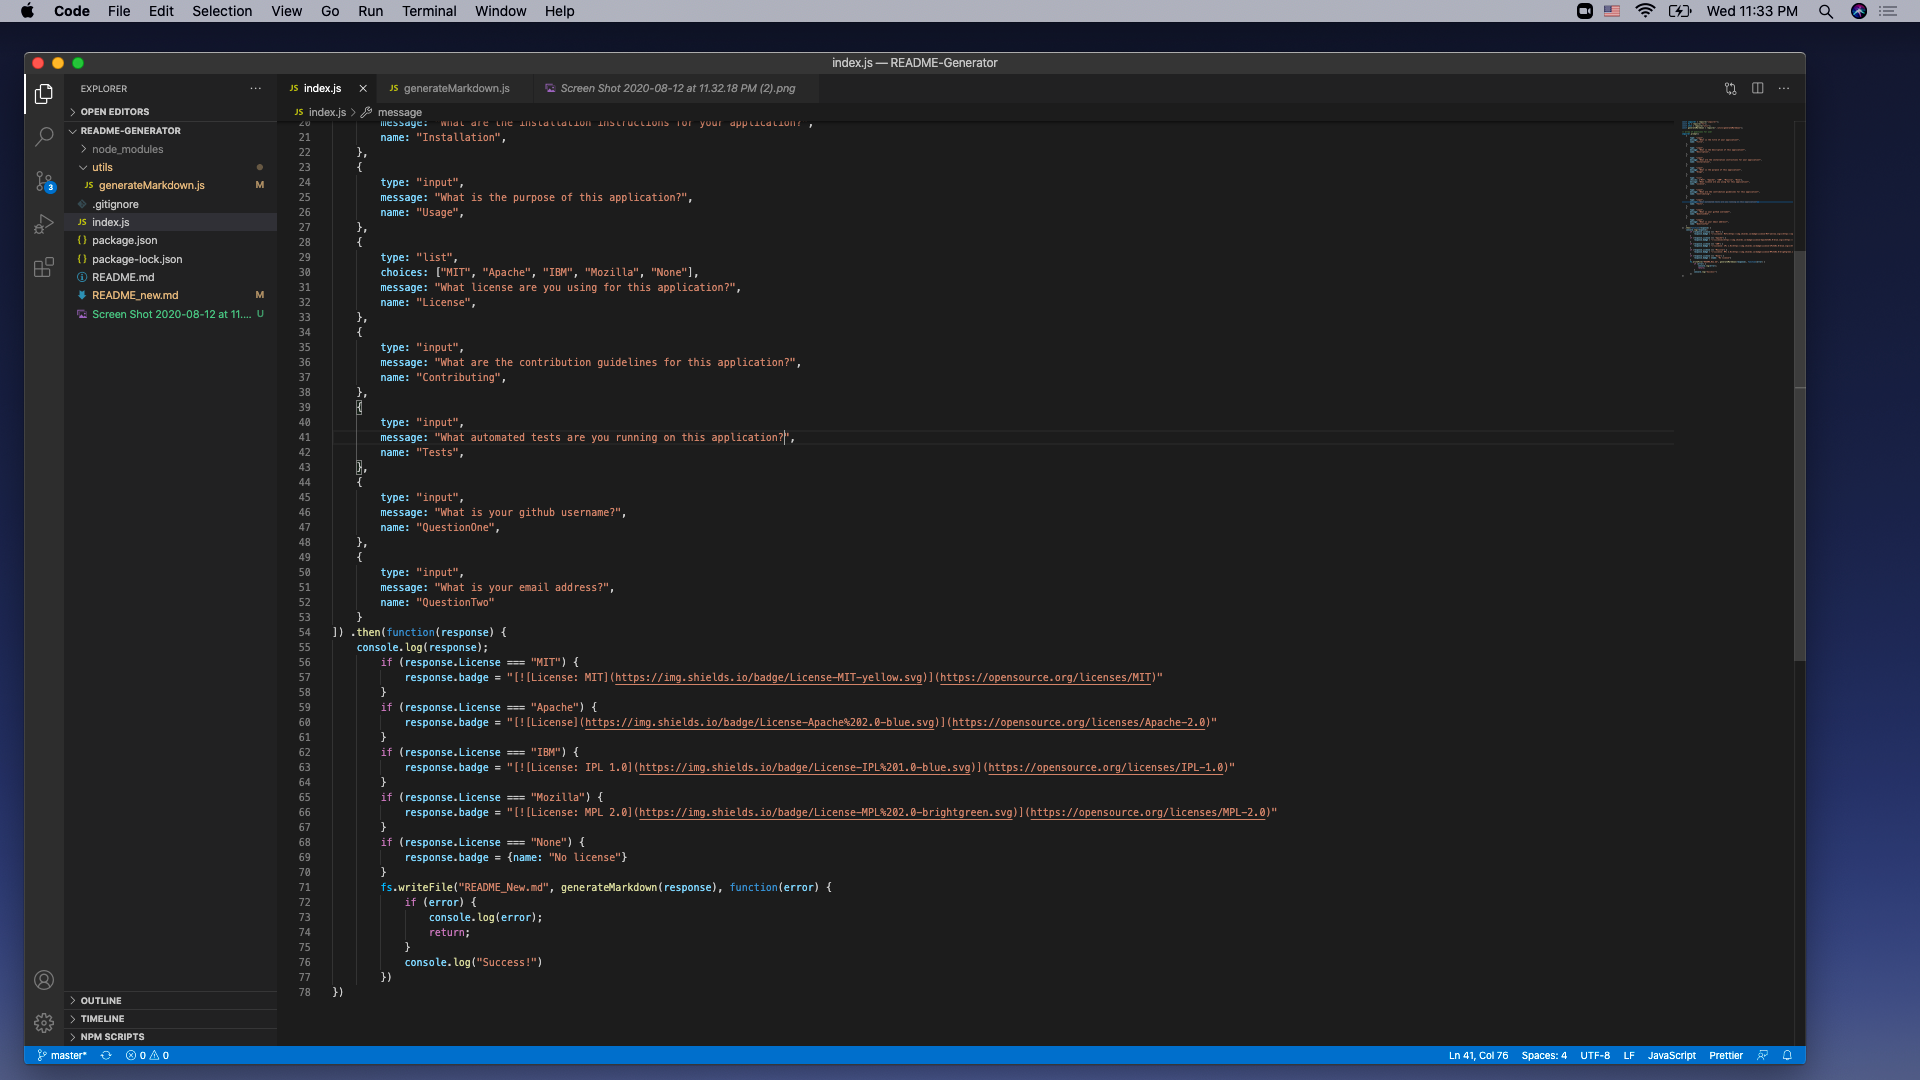 Code File Edit Selection View Go Run Terminal Window Help Wed 11:33 PM
index.js — README-Generator
EXPLORER
OPEN EDITORS
README-GENERATOR
node_modules
utils
JS generateMarkdown.js M
.gitignore
JS index.js
{} package.json
{} package-lock.json
README.md
README_new.md M
Screen Shot 2020-08-12 at 11.... U
OUTLINE
TIMELINE
NPM SCRIPTS
3
JS index.js JS generateMarkdown.js Screen Shot 2020-08-12 at 11.32.18 PM (2).png
JS index.js > message
20 message: "What are the installation instructions for your application?",
21 name: "Installation",
22 },
23 {
24 type: "input",
25 message: "What is the purpose of this application?",
26 name: "Usage",
27 },
28 {
29 type: "list",
30 choices: ["MIT", "Apache", "IBM", "Mozilla", "None"],
31 message: "What license are you using for this application?",
32 name: "License",
33 },
34 {
35 type: "input",
36 message: "What are the contribution guidelines for this application?",
37 name: "Contributing",
38 },
39 {
40 type: "input",
41 message: "What automated tests are you running on this application?",
42 name: "Tests",
43 },
44 {
45 type: "input",
46 message: "What is your github username?",
47 name: "QuestionOne",
48 },
49 {
50 type: "input",
51 message: "What is your email address?",
52 name: "QuestionTwo"
53 }
54 ]) .then(function(response) {
55 console.log(response);
56 if (response.License === "MIT") {
57 response.badge = "[![License: MIT](https://img.shields.io/badge/License-MIT-yellow.svg)](https://opensource.org/licenses/MIT)"
58 }
59 if (response.License === "Apache") {
60 response.badge = "[![License](https://img.shields.io/badge/License-Apache%202.0-blue.svg)](https://opensource.org/licenses/Apache-2.0)"
61 }
62 if (response.License === "IBM") {
63 response.badge = "[![License: IPL 1.0](https://img.shields.io/badge/License-IPL%201.0-blue.svg)](https://opensource.org/licenses/IPL-1.0)"
64 }
65 if (response.License === "Mozilla") {
66 response.badge = "[![License: MPL 2.0](https://img.shields.io/badge/License-MPL%202.0-brightgreen.svg)](https://opensource.org/licenses/MPL-2.0)"
67 }
68 if (response.License === "None") {
69 response.badge = {name: "No license"}
70 }
71 fs.writeFile("README_New.md", generateMarkdown(response), function(error) {
72 if (error) {
73 console.log(error);
74 return;
75 }
76 console.log("Success!")
77 })
78 })
master* 0 0 Ln 41, Col 76 Spaces: 4 UTF-8 LF JavaScript Prettier